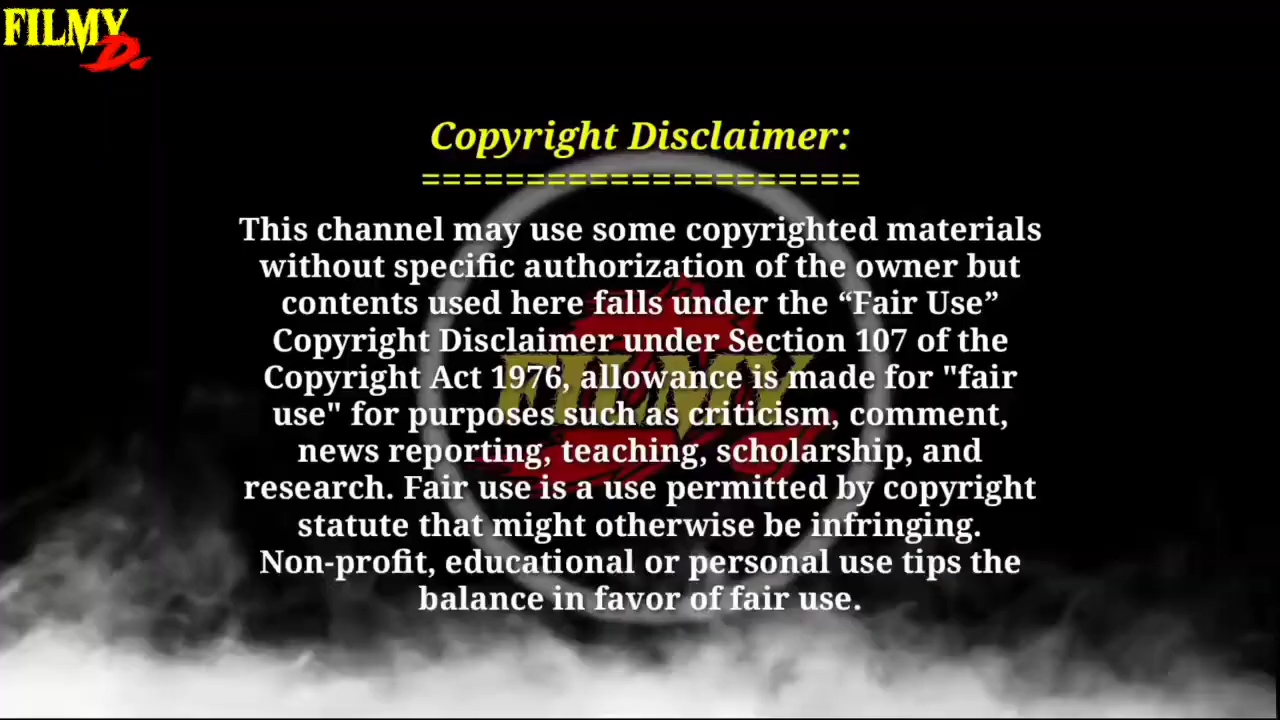 FILMY
D.
Copyright Disclaimer:
=====================
This channel may use some copyrighted materials
without specific authorization of the owner but
contents used here falls under the “Fair Use”
Copyright Disclaimer under Section 107 of the
Copyright Act 1976, allowance is made for "fair
use" for purposes such as criticism, comment,
news reporting, teaching, scholarship, and
research. Fair use is a use permitted by copyright
statute that might otherwise be infringing.
Non-profit, educational or personal use tips the
balance in favor of fair use.
FILMY